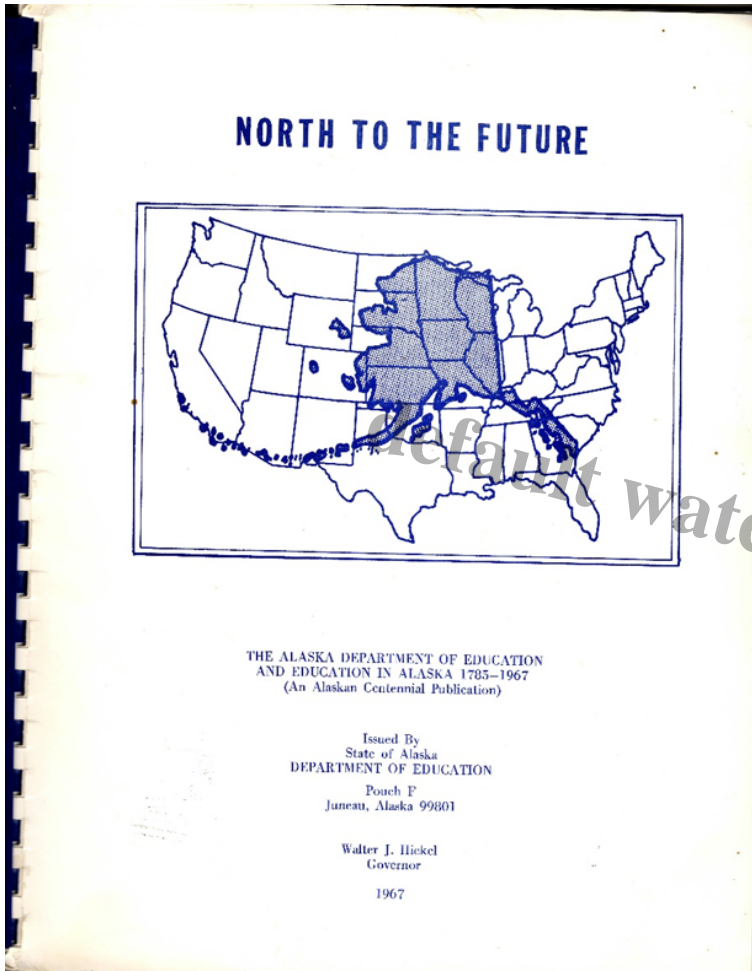 NORTH TO THE FUTURE
default wate
THE ALASKA DEPARTMENT OF EDUCATION
AND EDUCATION IN ALASKA 1785–1967
(An Alaskan Centennial Publication)
Issued By
State of Alaska
DEPARTMENT OF EDUCATION
Pouch F
Juneau, Alaska 99801
Walter J. Hickel
Governor
1967